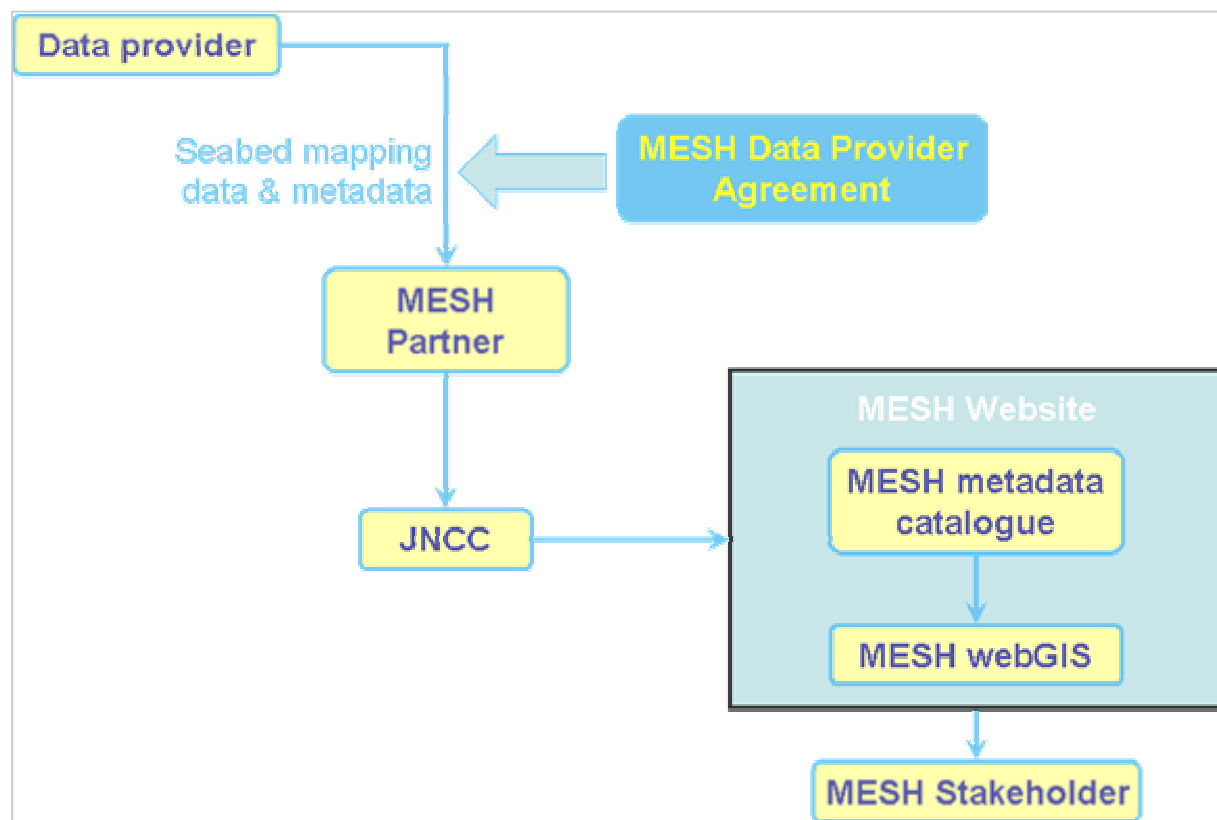 Data provider
Seabed mapping
data & metadata
MESH Data Provider
Agreement
MESH
Partner
JNCC
MESH Website
MESH metadata
catalogue
MESH webGIS
MESH Stakeholder